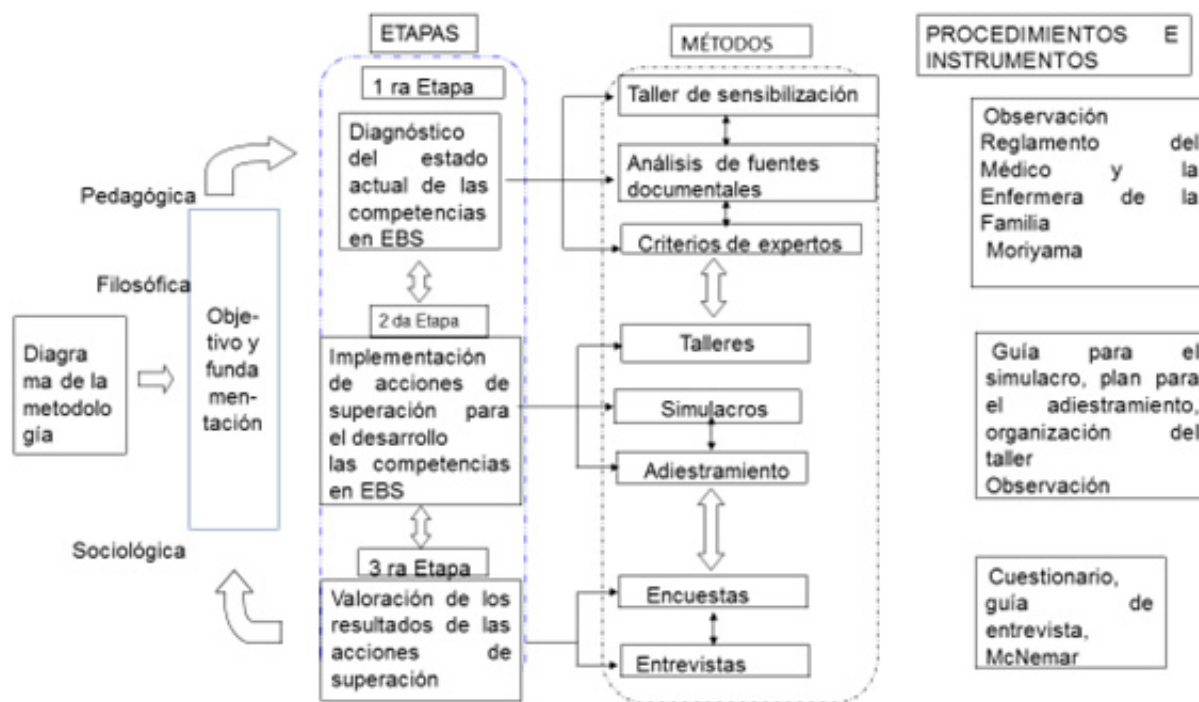 ETAPAS
MÉTODOS
PROCEDIMIENTOS E
INSTRUMENTOS
Pedagógica
Filosófica
Sociológica
Diagra
ma de la
metodolo
gía
Obje-
tivo y
funda
men-
tación
1 ra Etapa
Diagnóstico
del estado
actual de las
competencias
en EBS
2 da Etapa
Implementación
de acciones de
superación para
el desarrollo
las competencias
en EBS
3 ra Etapa
Valoración de los
resultados de las
acciones de
superación
Taller de sensibilización
Análisis de fuentes
documentales
Criterios de expertos
Talleres
Simulacros
Adiestramiento
Encuestas
Entrevistas
Observación
Reglamento del
Médico y la
Enfermera de la
Familia
Moriyama
Guía para el
simulacro, plan para
el adiestramiento,
organización del
taller
Observación
Cuestionario,
guía de
entrevista,
McNemar